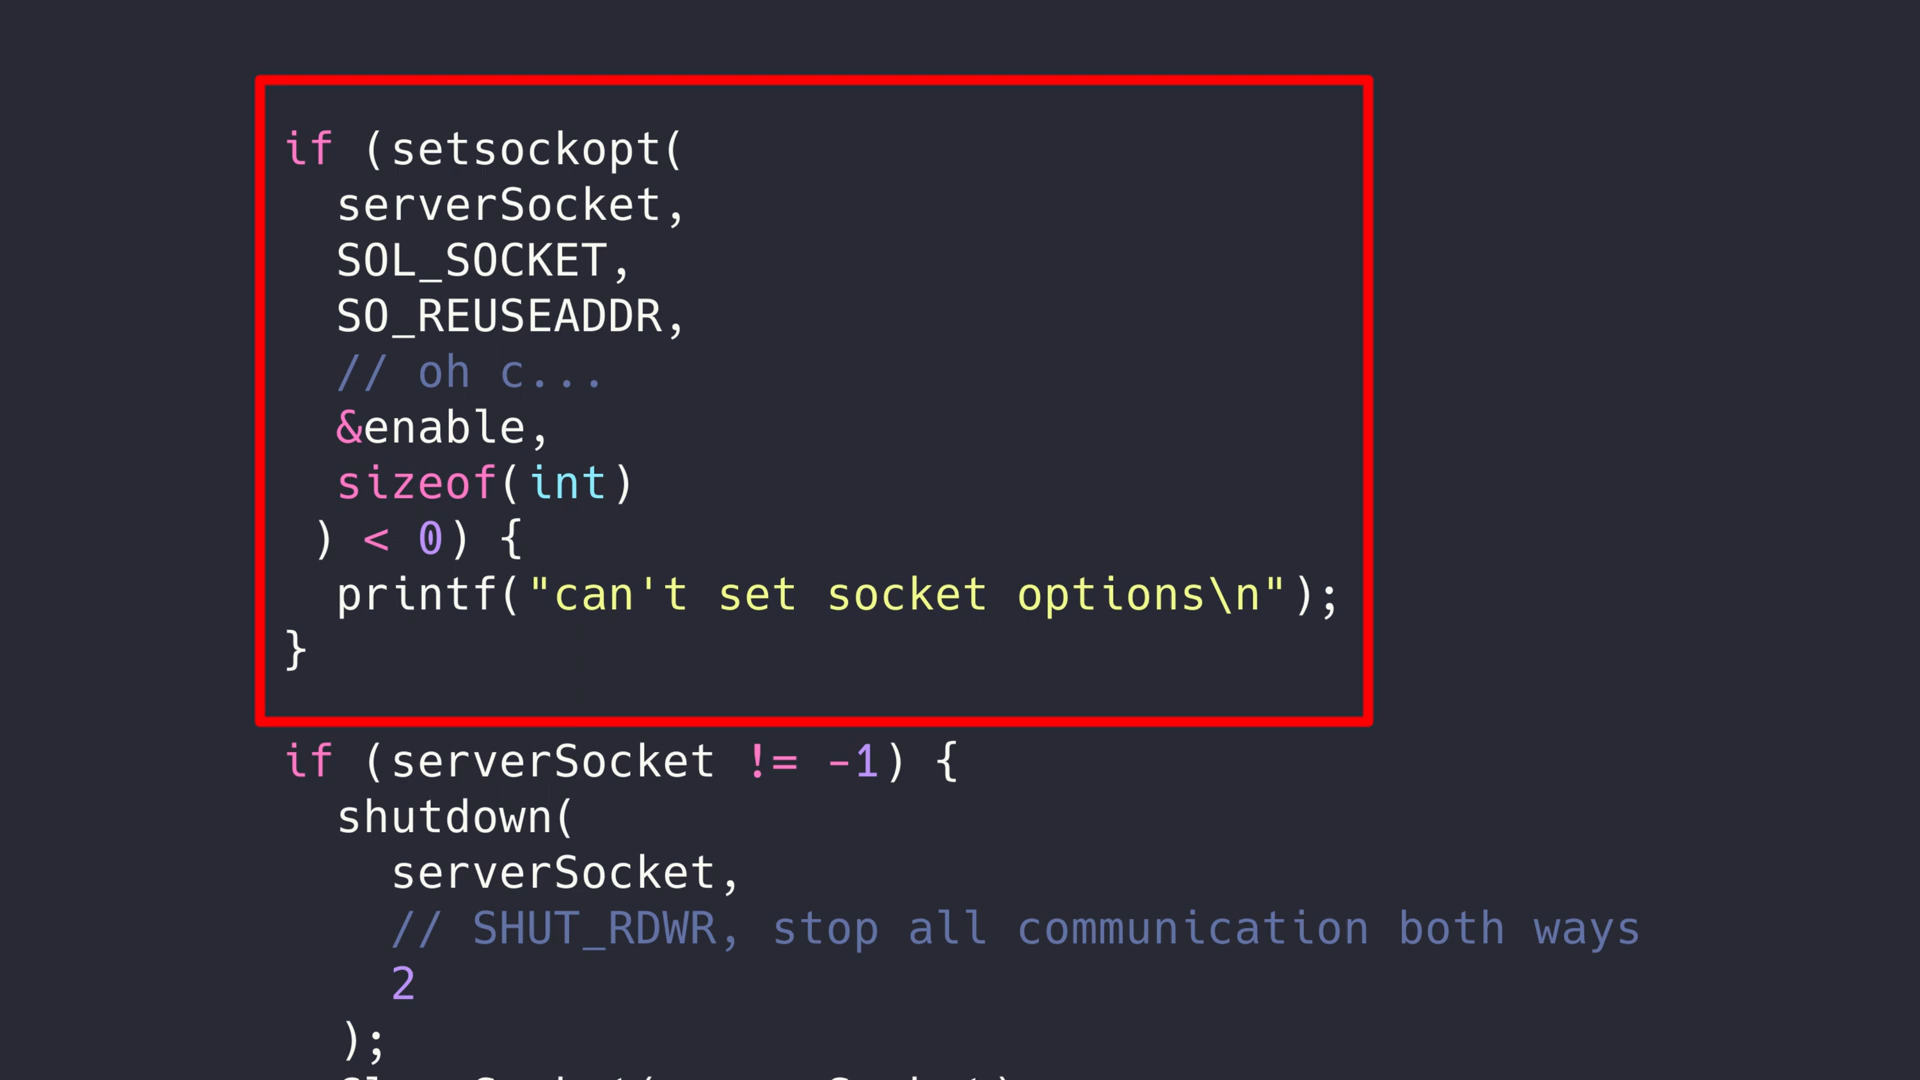 if (setsockopt(
serverSocket,
SOL_SOCKET,
SO_REUSEADDR,
// oh c...
&enable,
sizeof(int)
) < 0) {
printf("can't set socket options\n");
}
if (serverSocket != -1) {
shutdown(
serverSocket,
// SHUT_RDWR, stop all communication both ways
2
);